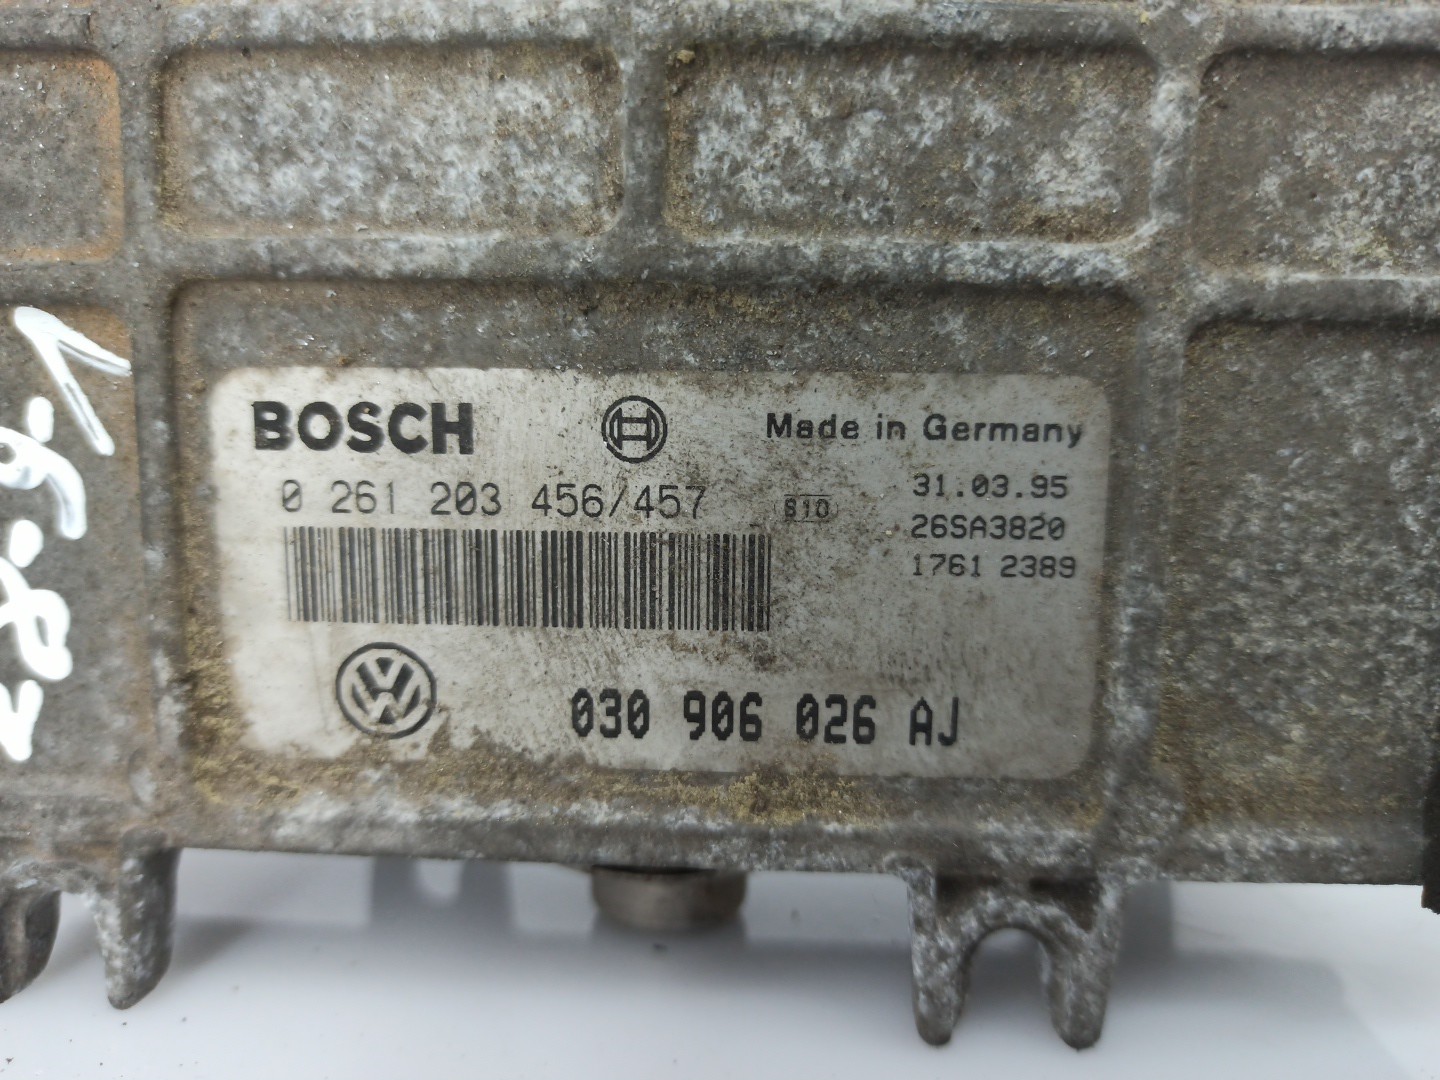 BOSCH
Made in Germany
0 261 203 456/457
S10
31.03.95
26SA3820
1761 2389
030 906 026 AJ